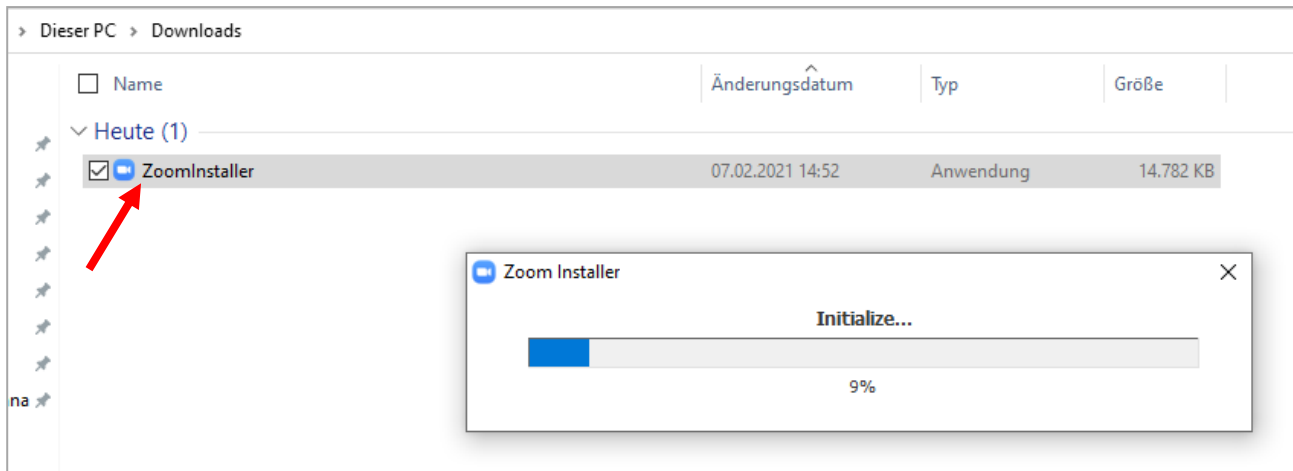 Dieser PC > Downloads
Name Änderungsdatum Typ Größe
Heute (1)
ZoomInstaller 07.02.2021 14:52 Anwendung 14.782 KB
Zoom Installer
Initialize...
9%
na